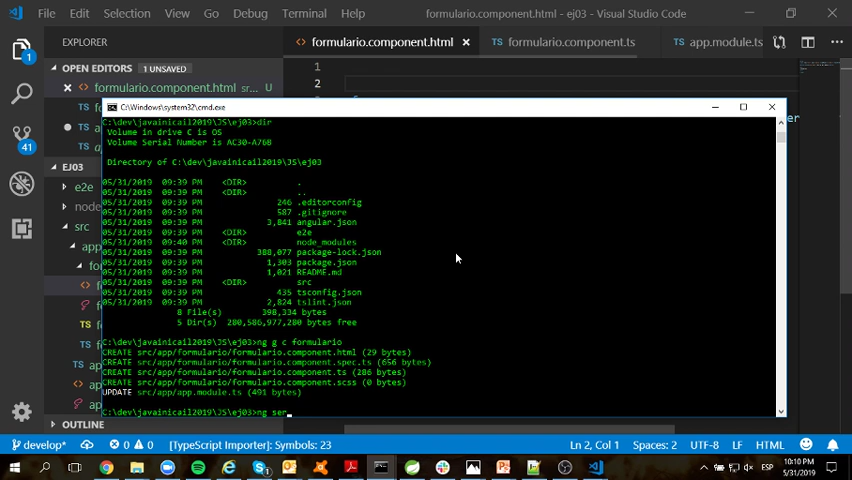 File Edit Selection View Go Debug Terminal Help formulario.component.html - ej03 - Visual Studio Code
EXPLORER
formulario.component.html
formulario.component.ts
app.module.ts
OPEN EDITORS 1 UNSAVED
formulario.component.html src... U
1
2
C:\Windows\system32\cmd.exe
C:\dev\javainicail2019\JS\ej03>dir
Volume in drive C is OS
Volume Serial Number is AC30-A768
Directory of C:\dev\javainicail2019\JS\ej03
05/31/2019 09:39 PM <DIR> .
05/31/2019 09:39 PM <DIR> ..
05/31/2019 09:39 PM 246 .editorconfig
05/31/2019 09:39 PM 587 .gitignore
05/31/2019 09:39 PM 3,841 angular.json
05/31/2019 09:39 PM <DIR> e2e
05/31/2019 09:40 PM <DIR> node_modules
05/31/2019 09:39 PM 388,077 package-lock.json
05/31/2019 09:39 PM 1,303 package.json
05/31/2019 09:39 PM 1,021 README.md
05/31/2019 09:39 PM <DIR> src
05/31/2019 09:39 PM 435 tsconfig.json
05/31/2019 09:39 PM 2,824 tslint.json
8 File(s) 398,334 bytes
5 Dir(s) 280,586,977,280 bytes free
C:\dev\javainicail2019\JS\ej03>ng g c formulario
CREATE src/app/formulario/formulario.component.html (29 bytes)
CREATE src/app/formulario/formulario.component.spec.ts (656 bytes)
CREATE src/app/formulario/formulario.component.ts (286 bytes)
CREATE src/app/formulario/formulario.component.scss (0 bytes)
UPDATE src/app/app.module.ts (491 bytes)
C:\dev\javainicail2019\JS\ej03>ng ser
1
41
EJ03
e2e
node
src
app
OUTLINE
develop* 0 0 [TypeScript Importer]: Symbols: 23 Ln 2, Col 1 Spaces: 2 UTF-8 LF HTML
ESP
10:10 PM
5/31/2019